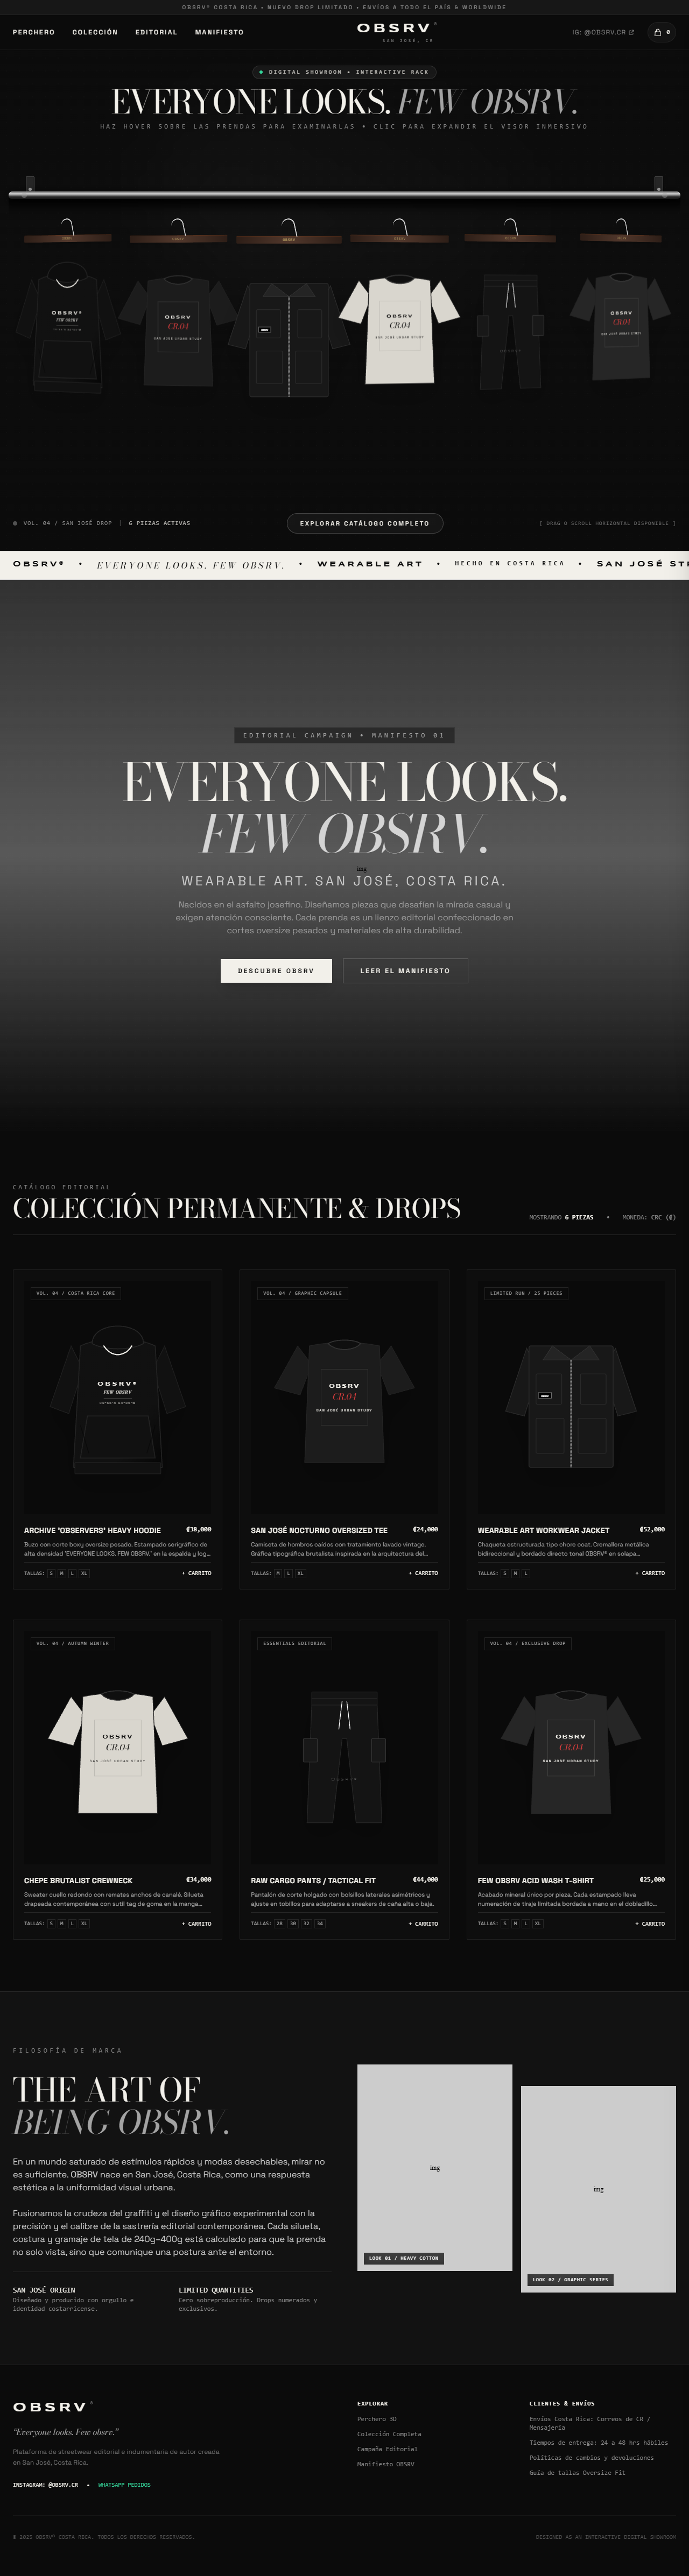 OBSRV® COSTA RICA • NUEVO DROP LIMITADO • ENVÍOS A TODO EL PAÍS & WORLDWIDE
PERCHERO
COLECCIÓN
EDITORIAL
MANIFIESTO
OBSRV®
SAN JOSÉ, CR
IG: @OBSRV.CR
0
DIGITAL SHOWROOM • INTERACTIVE RACK
EVERYONE LOOKS. FEW OBSRV.
HAZ HOVER SOBRE LAS PRENDAS PARA EXAMINARLAS • CLIC PARA EXPANDIR EL VISOR INMERSIVO
OBSRV®
FEW OBSRV
OBSRV
CR.04
SAN JOSÉ URBAN STUDY
OBSRV
CR.04
SAN JOSÉ URBAN STUDY
OBSRV
CR.04
SAN JOSÉ URBAN STUDY
VOL. 04 / SAN JOSÉ DROP | 6 PIEZAS ACTIVAS
EXPLORAR CATÁLOGO COMPLETO
[ DRAG O SCROLL HORIZONTAL DISPONIBLE ]
OBSRV® • EVERYONE LOOKS. FEW OBSRV. • WEARABLE ART • HECHO EN COSTA RICA • SAN JOSÉ
EDITORIAL CAMPAIGN • MANIFESTO 01
EVERYONE LOOKS.
FEW OBSRV.
img
WEARABLE ART. SAN JOSÉ, COSTA RICA.
Nacidos en el asfalto josefino. Diseñamos piezas que desafían la mirada casual y
exigen atención consciente. Cada prenda es un lienzo editorial confeccionado en
cortes oversize pesados y materiales de alta durabilidad.
DESCUBRE OBSRV
LEER EL MANIFIESTO
CATÁLOGO EDITORIAL
COLECCIÓN PERMANENTE & DROPS
MOSTRANDO 6 PIEZAS • MONEDA: CRC (₡)
VOL. 04 / COSTA RICA CORE
OBSRV®
FEW OBSRV
ARCHIVE 'OBSERVERS' HEAVY HOODIE
₡38,000
Buzo con corte boxy oversize pesado. Estampado serigráfico de
alta densidad 'EVERYONE LOOKS. FEW OBSRV.' en la espalda y log…
TALLAS: S M L XL
+ CARRITO
VOL. 04 / GRAPHIC CAPSULE
OBSRV
CR.04
SAN JOSÉ URBAN STUDY
SAN JOSÉ NOCTURNO OVERSIZED TEE
₡24,000
Camiseta de hombros caídos con tratamiento lavado vintage.
Gráfica tipográfica brutalista inspirada en la arquitectura del…
TALLAS: M L XL
+ CARRITO
LIMITED RUN / 25 PIECES
WEARABLE ART WORKWEAR JACKET
₡52,000
Chaqueta estructurada tipo chore coat. Cremallera metálica
bidireccional y bordado directo tonal OBSRV® en solapa…
TALLAS: S M L
+ CARRITO
VOL. 04 / AUTUMN WINTER
OBSRV
CR.04
SAN JOSÉ URBAN STUDY
CHEPE BRUTALIST CREWNECK
₡34,000
Sweater cuello redondo con remates anchos de canalé. Silueta
drapeada contemporánea con sutil tag de goma en la manga…
TALLAS: S M L XL
+ CARRITO
ESSENTIALS EDITORIAL
OBSRV
RAW CARGO PANTS / TACTICAL FIT
₡44,000
Pantalón de corte holgado con bolsillos laterales asimétricos y
ajuste en tobillos para adaptarse a sneakers de caña alta o baja.
TALLAS: 28 30 32 34
+ CARRITO
VOL. 04 / EXCLUSIVE DROP
OBSRV
CR.04
SAN JOSÉ URBAN STUDY
FEW OBSRV ACID WASH T-SHIRT
₡25,000
Acabado mineral único por pieza. Cada estampado lleva
numeración de tiraje limitada bordada a mano en el dobladillo…
TALLAS: S M L XL
+ CARRITO
FILOSOFÍA DE MARCA
THE ART OF
BEING OBSRV.
En un mundo saturado de estímulos rápidos y modas desechables, mirar no
es suficiente. OBSRV nace en San José, Costa Rica, como una respuesta
estética a la uniformidad visual urbana.
Fusionamos la crudeza del graffiti y el diseño gráfico experimental con la
precisión y el calibre de la sastrería editorial contemporánea. Cada silueta,
costura y gramaje de tela de 240g–400g está calculado para que la prenda
no solo vista, sino que comunique una postura ante el entorno.
SAN JOSÉ ORIGIN
Diseñado y producido con orgullo e
identidad costarricense.
LIMITED QUANTITIES
Cero sobreproducción. Drops numerados y
exclusivos.
img
LOOK 01 / HEAVY COTTON
img
LOOK 02 / GRAPHIC SERIES
OBSRV®
"Everyone looks. Few obsrv."
Plataforma de streetwear editorial e indumentaria de autor creada
en San José, Costa Rica.
INSTAGRAM: @OBSRV.CR • WHATSAPP PEDIDOS
EXPLORAR
Perchero 3D
Colección Completa
Campaña Editorial
Manifiesto OBSRV
CLIENTES & ENVÍOS
Envíos Costa Rica: Correos de CR /
Mensajería
Tiempos de entrega: 24 a 48 hrs hábiles
Políticas de cambios y devoluciones
Guía de tallas Oversize Fit
© 2025 OBSRV® COSTA RICA. TODOS LOS DERECHOS RESERVADOS.
DESIGNED AS AN INTERACTIVE DIGITAL SHOWROOM